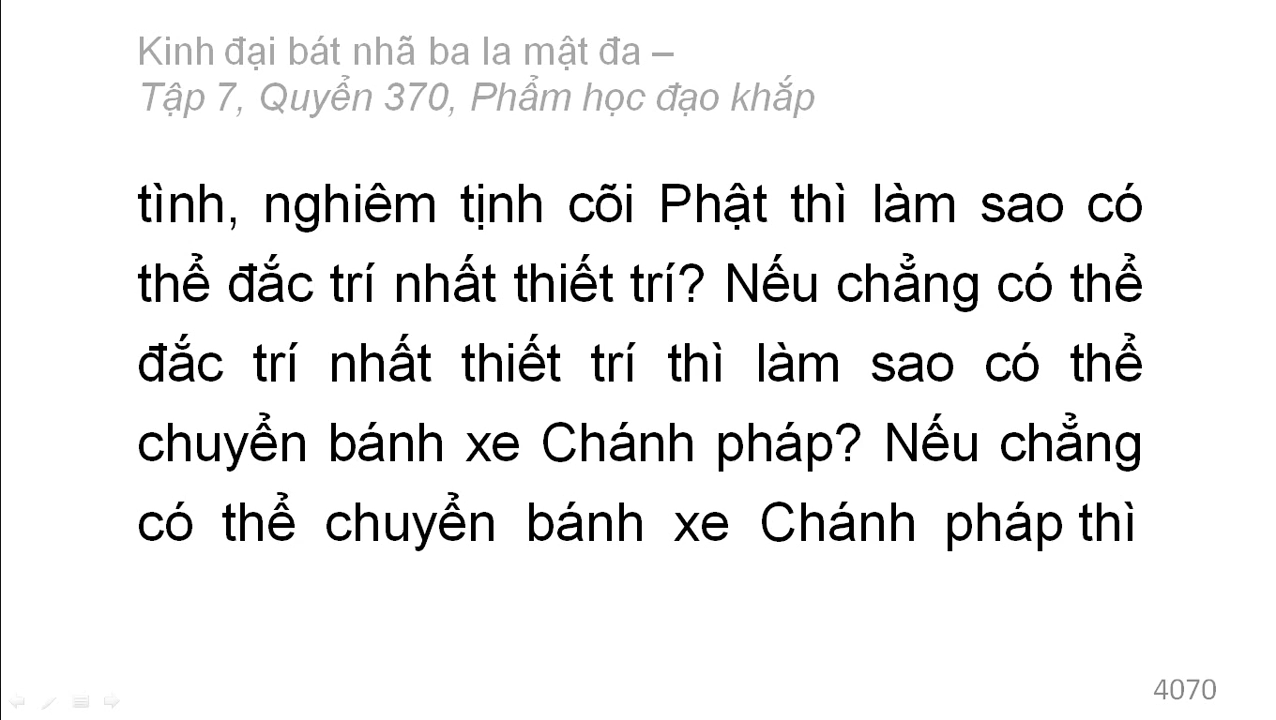 Kinh đại bát nhã ba la mật đa –
Tập 7, Quyển 370, Phẩm học đạo khắp
tình, nghiêm tịnh cõi Phật thì làm sao có
thể đắc trí nhất thiết trí? Nếu chẳng có thể
đắc trí nhất thiết trí thì làm sao có thể
chuyển bánh xe Chánh pháp? Nếu chẳng
có thể chuyển bánh xe Chánh pháp thì
4070